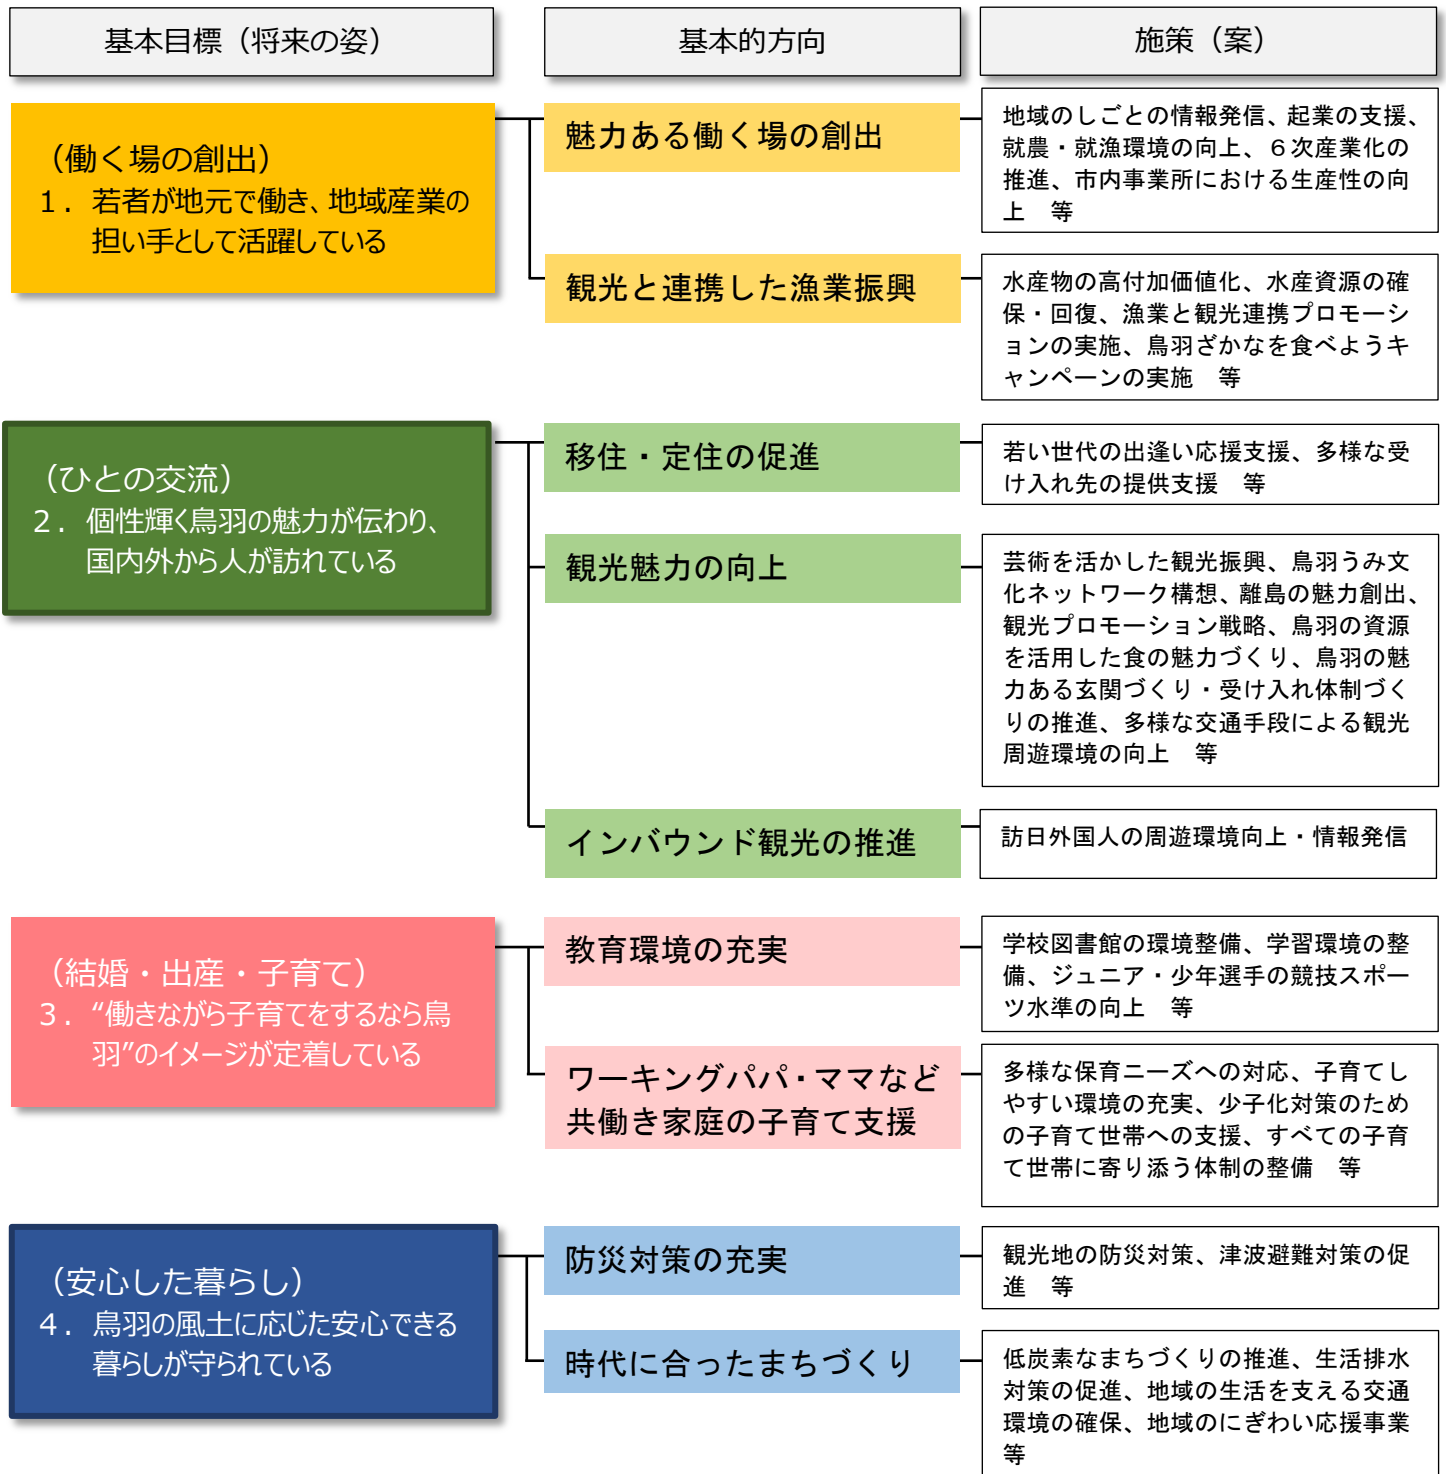 基本目標（将来の姿）
基本的方向
施策（案）
（働く場の創出）
１．若者が地元で働き、地域産業の
担い手として活躍している
魅力ある働く場の創出
地域のしごとの情報発信、起業の支援、
就農・就漁環境の向上、６次産業化の
推進、市内事業所における生産性の向
上　等
観光と連携した漁業振興
水産物の高付加価値化、水産資源の確
保・回復、漁業と観光連携プロモーシ
ョンの実施、鳥羽ざかなを食べようキ
ャンペーンの実施　等
（ひとの交流）
２．個性輝く鳥羽の魅力が伝わり、
国内外から人が訪れている
移住・定住の促進
若い世代の出逢い応援支援、多様な受
け入れ先の提供支援　等
観光魅力の向上
芸術を活かした観光振興、鳥羽うみ文
化ネットワーク構想、離島の魅力創出、
観光プロモーション戦略、鳥羽の資源
を活用した食の魅力づくり、鳥羽の魅
力ある玄関づくり・受け入れ体制づく
りの推進、多様な交通手段による観光
周遊環境の向上　等
インバウンド観光の推進
訪日外国人の周遊環境向上・情報発信
（結婚・出産・子育て）
３．“働きながら子育てをするなら鳥
羽”のイメージが定着している
教育環境の充実
学校図書館の環境整備、学習環境の整
備、ジュニア・少年選手の競技スポー
ツ水準の向上　等
ワーキングパパ・ママなど
共働き家庭の子育て支援
多様な保育ニーズへの対応、子育てし
やすい環境の充実、少子化対策のため
の子育て世帯への支援、すべての子育
て世帯に寄り添う体制の整備　等
（安心した暮らし）
４．鳥羽の風土に応じた安心できる
暮らしが守られている
防災対策の充実
観光地の防災対策、津波避難対策の促
進　等
時代に合ったまちづくり
低炭素なまちづくりの推進、生活排水
対策の促進、地域の生活を支える交通
環境の確保、地域のにぎわい応援事業
等